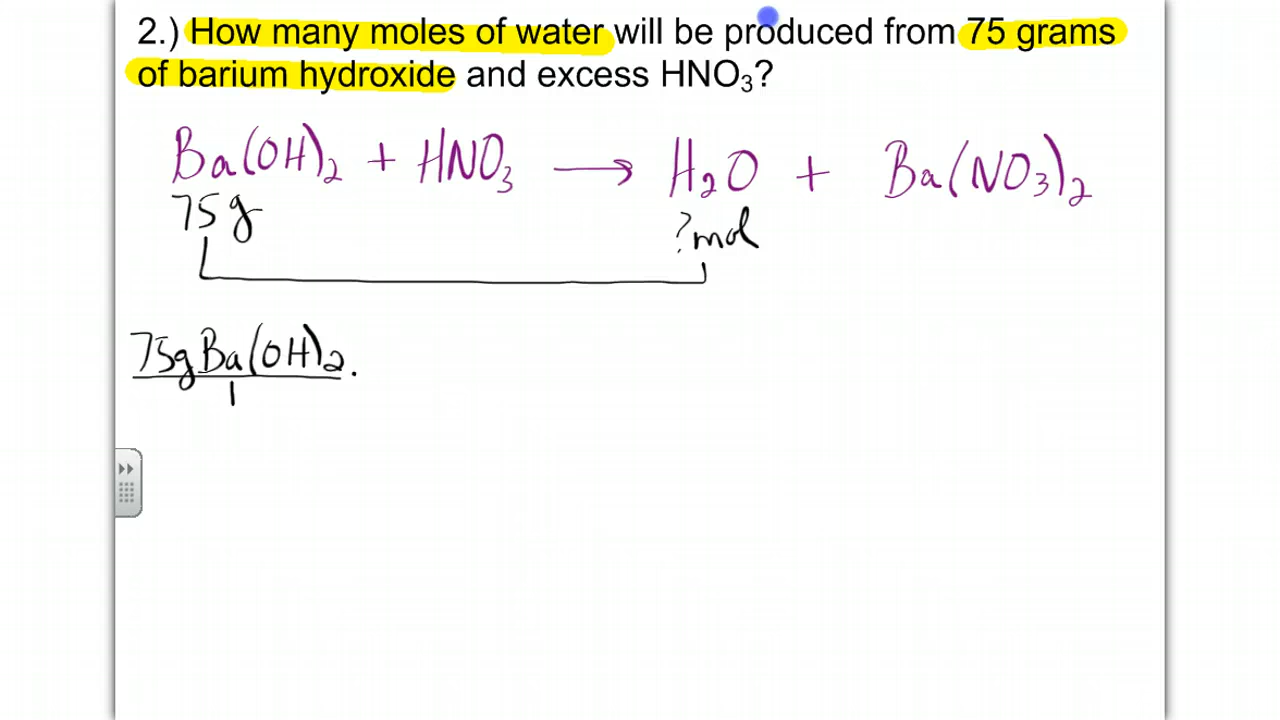 2.) How many moles of water will be produced from 75 grams
of barium hydroxide and excess HNO₃?
Ba(OH)₂ + HNO₃ → H₂O + Ba(NO₃)₂
75g ?mol
75g Ba(OH)₂.
1